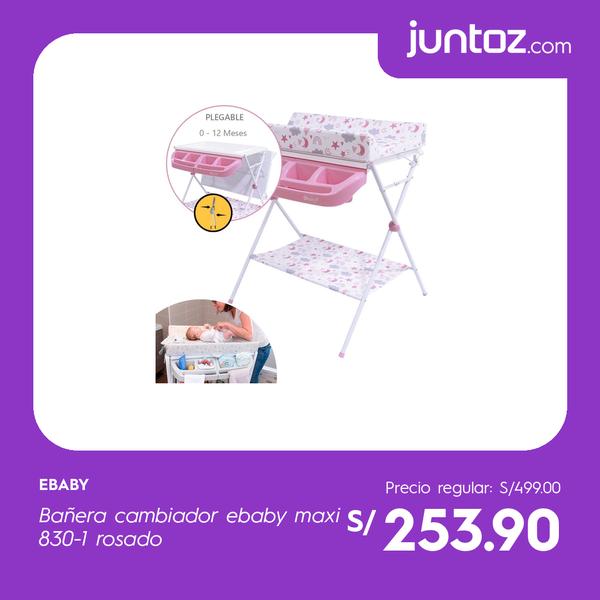 juntoz.com
PLEGABLE
0 - 12 Meses
EBABY
Bañera cambiador ebaby maxi
830-1 rosado
Precio regular: S/499.00
S/ 253.90